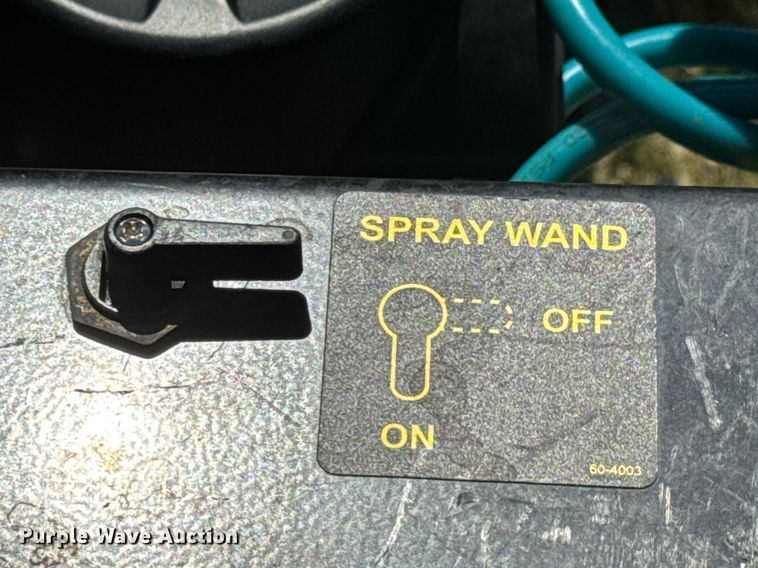 SPRAY WAND
OFF
ON
60-4003
Purple Wave Auction